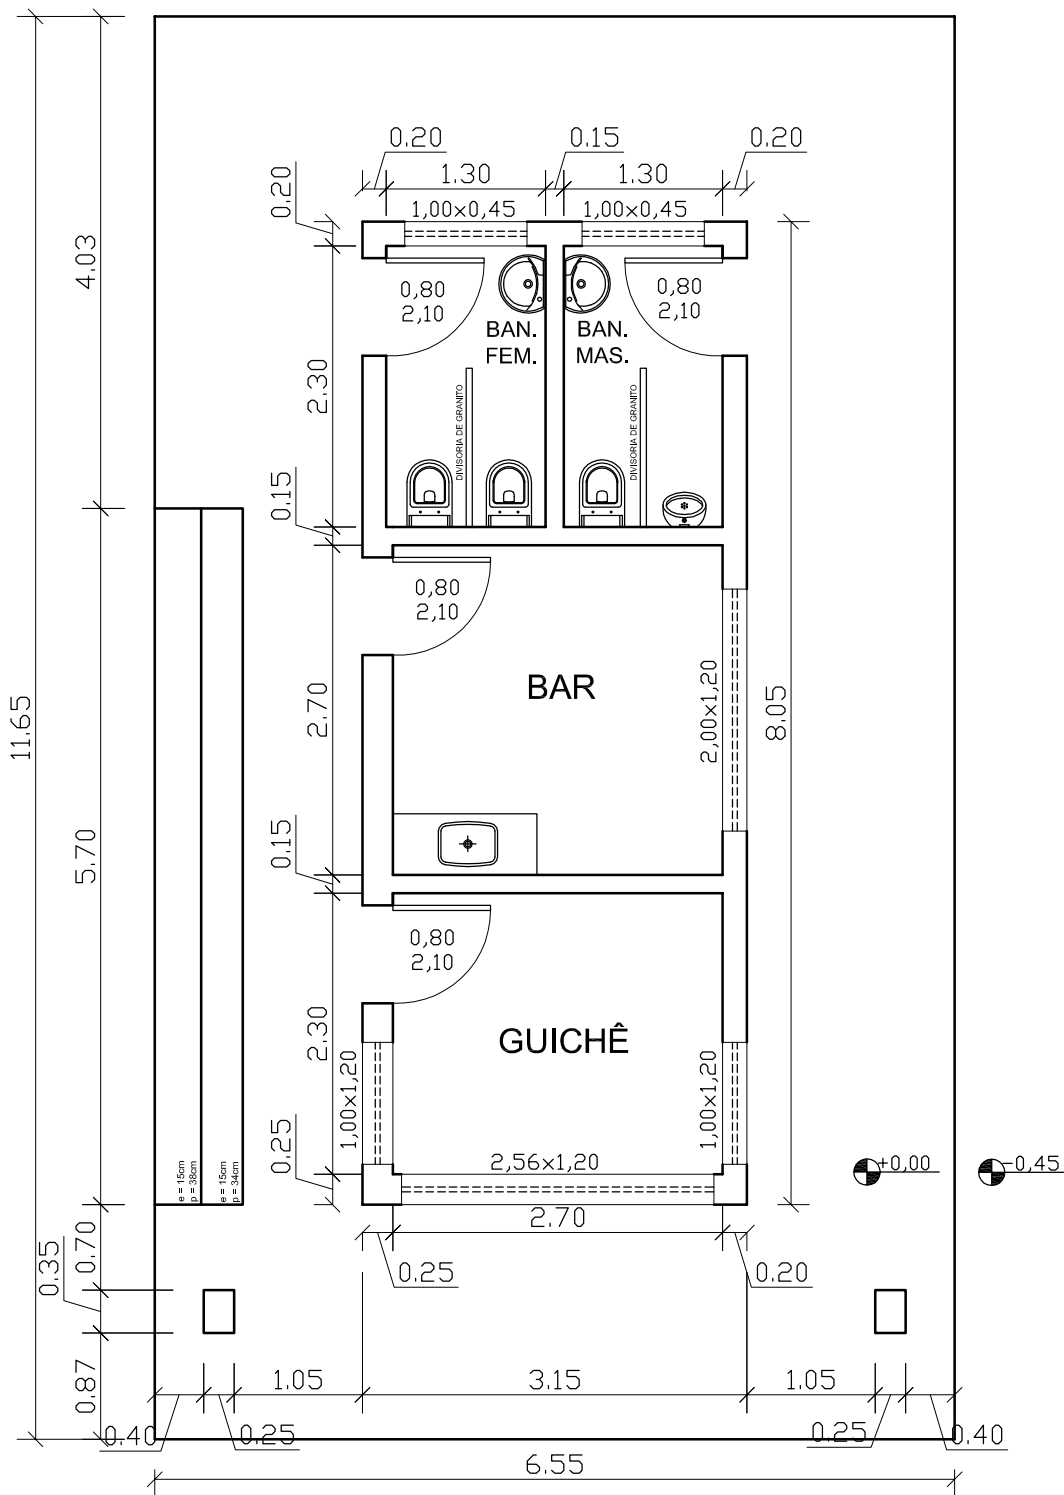 0.20
0.15
0.20
1.30
1.30
0.20
1,00x0,45
1,00x0,45
4.03
0,80
2,10
0,80
2,10
BAN.
FEM.
BAN.
MAS.
2.30
DIVISORIA DE GRANITO
DIVISORIA DE GRANITO
0.15
0,80
2,10
BAR
2.70
2,00x1,20
8.05
11.65
5.70
0.15
0,80
2,10
2.30
GUICHÊ
1,00x1,20
1,00x1,20
0.25
2,56x1,20
+0,00
-0,45
e = 15cm
p = 38cm
e = 15cm
p = 34cm
2.70
0.25
0.20
0.70
0.35
0.87
1.05
3.15
1.05
0.40
0.25
0.25
0.40
6.55